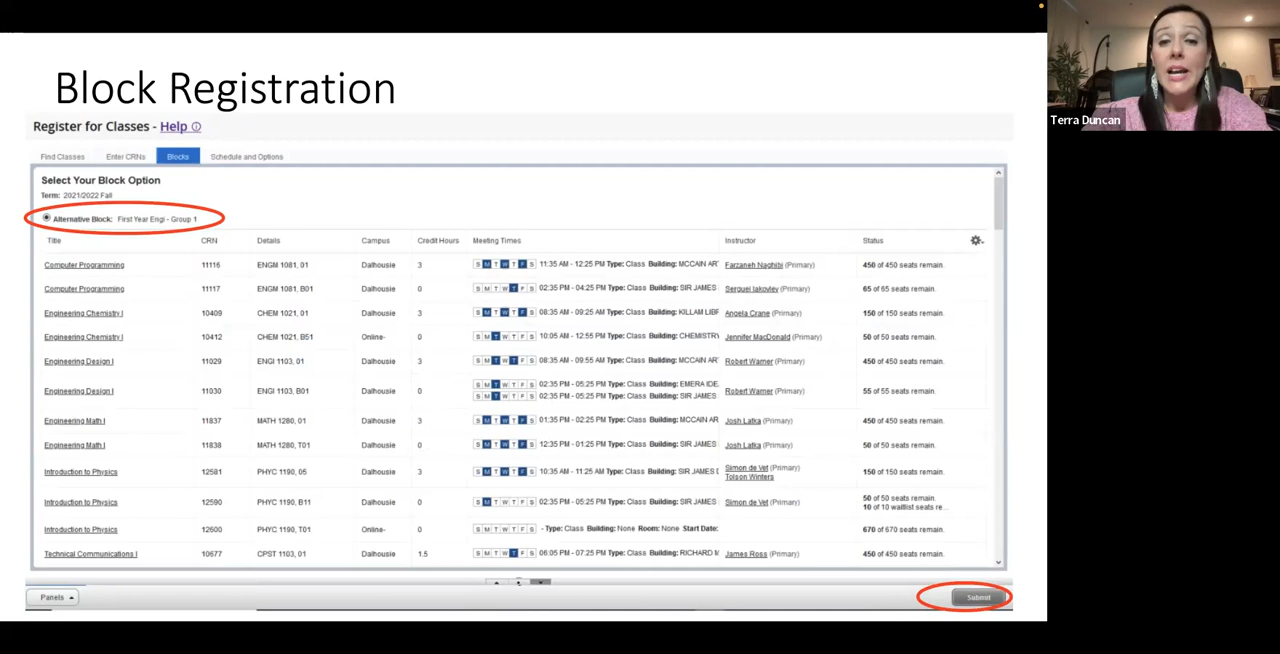 Block Registration
Register for Classes - Help
Find Classes Enter CRNs Blocks Schedule and Options
Select Your Block Option
Term: 2021/2022 Fall
Alternative Block: First Year Engi - Group 1
Title CRN Details Campus Credit Hours Meeting Times Instructor Status
Computer Programming 11116 ENGM 1081, 01 Dalhousie 3 S M T W T F S 11:35 AM - 12:25 PM Type: Class Building: MCCAIN AR Farzaneh Naghibi (Primary) 450 of 450 seats remain.
Computer Programming 11117 ENGM 1081, B01 Dalhousie 0 S M T W T F S 02:35 PM - 04:25 PM Type: Class Building: SIR JAMES Serguei Iakovlev (Primary) 65 of 65 seats remain.
Engineering Chemistry I 10409 CHEM 1021, 01 Dalhousie 3 S M T W T F S 08:35 AM - 09:25 AM Type: Class Building: KILLAM LIBF Angela Crane (Primary) 150 of 150 seats remain.
Engineering Chemistry I 10412 CHEM 1021, B51 Online- 0 S M T W T F S 10:05 AM - 12:55 PM Type: Class Building: CHEMISTRY Jennifer MacDonald (Primary) 50 of 50 seats remain.
Engineering Design I 11029 ENGI 1103, 01 Dalhousie 3 S M T W T F S 08:35 AM - 09:55 AM Type: Class Building: MCCAIN AR Robert Warner (Primary) 450 of 450 seats remain.
Engineering Design I 11030 ENGI 1103, B01 Dalhousie 0 S M T W T F S 02:35 PM - 05:25 PM Type: Class Building: EMERA IDE. Robert Warner (Primary) 55 of 55 seats remain.
S M T W T F S 02:35 PM - 05:25 PM Type: Class Building: SIR JAMES
Engineering Math I 11837 MATH 1280, 01 Dalhousie 3 S M T W T F S 01:35 PM - 02:25 PM Type: Class Building: MCCAIN AR Josh Latka (Primary) 450 of 450 seats remain.
Engineering Math I 11838 MATH 1280, T01 Dalhousie 0 S M T W T F S 12:35 PM - 01:25 PM Type: Class Building: SIR JAMES Josh Latka (Primary) 50 of 50 seats remain.
Introduction to Physics 12581 PHYC 1190, 05 Dalhousie 3 S M T W T F S 10:35 AM - 11:25 AM Type: Class Building: SIR JAMES D Simon de Vet (Primary) 150 of 150 seats remain.
Tolson Winters
Introduction to Physics 12590 PHYC 1190, B11 Dalhousie 0 S M T W T F S 02:35 PM - 05:25 PM Type: Class Building: SIR JAMES Simon de Vet (Primary) 50 of 50 seats remain.
10 of 10 waitlist seats re...
Introduction to Physics 12600 PHYC 1190, T01 Online- 0 S M T W T F S - Type: Class Building: None Room: None Start Date: 670 of 670 seats remain.
Technical Communications I 10677 CPST 1103, 01 Dalhousie 1.5 S M T W T F S 06:05 PM - 07:25 PM Type: Class Building: RICHARD M James Ross (Primary) 450 of 450 seats remain.
Panels Submit
Terra Duncan